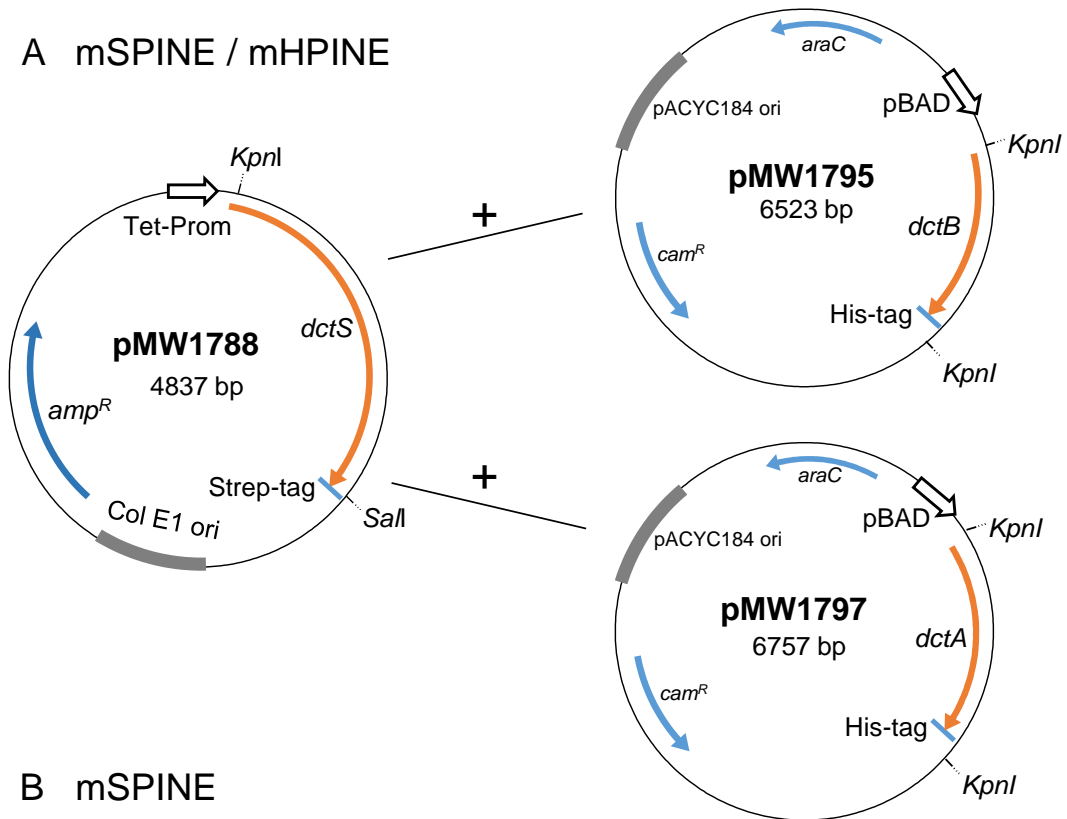 A mSPINE / mHPINE
KpnI
Tet-Prom
dctS
pMW1788
4837 bp
ampR
Strep-tag
SalI
Col E1 ori
+
araC
pBAD
pACYC184 ori
KpnI
pMW1795
6523 bp
dctB
camR
His-tag
KpnI
+
araC
pBAD
pACYC184 ori
KpnI
pMW1797
6757 bp
dctA
camR
His-tag
KpnI
B mSPINE